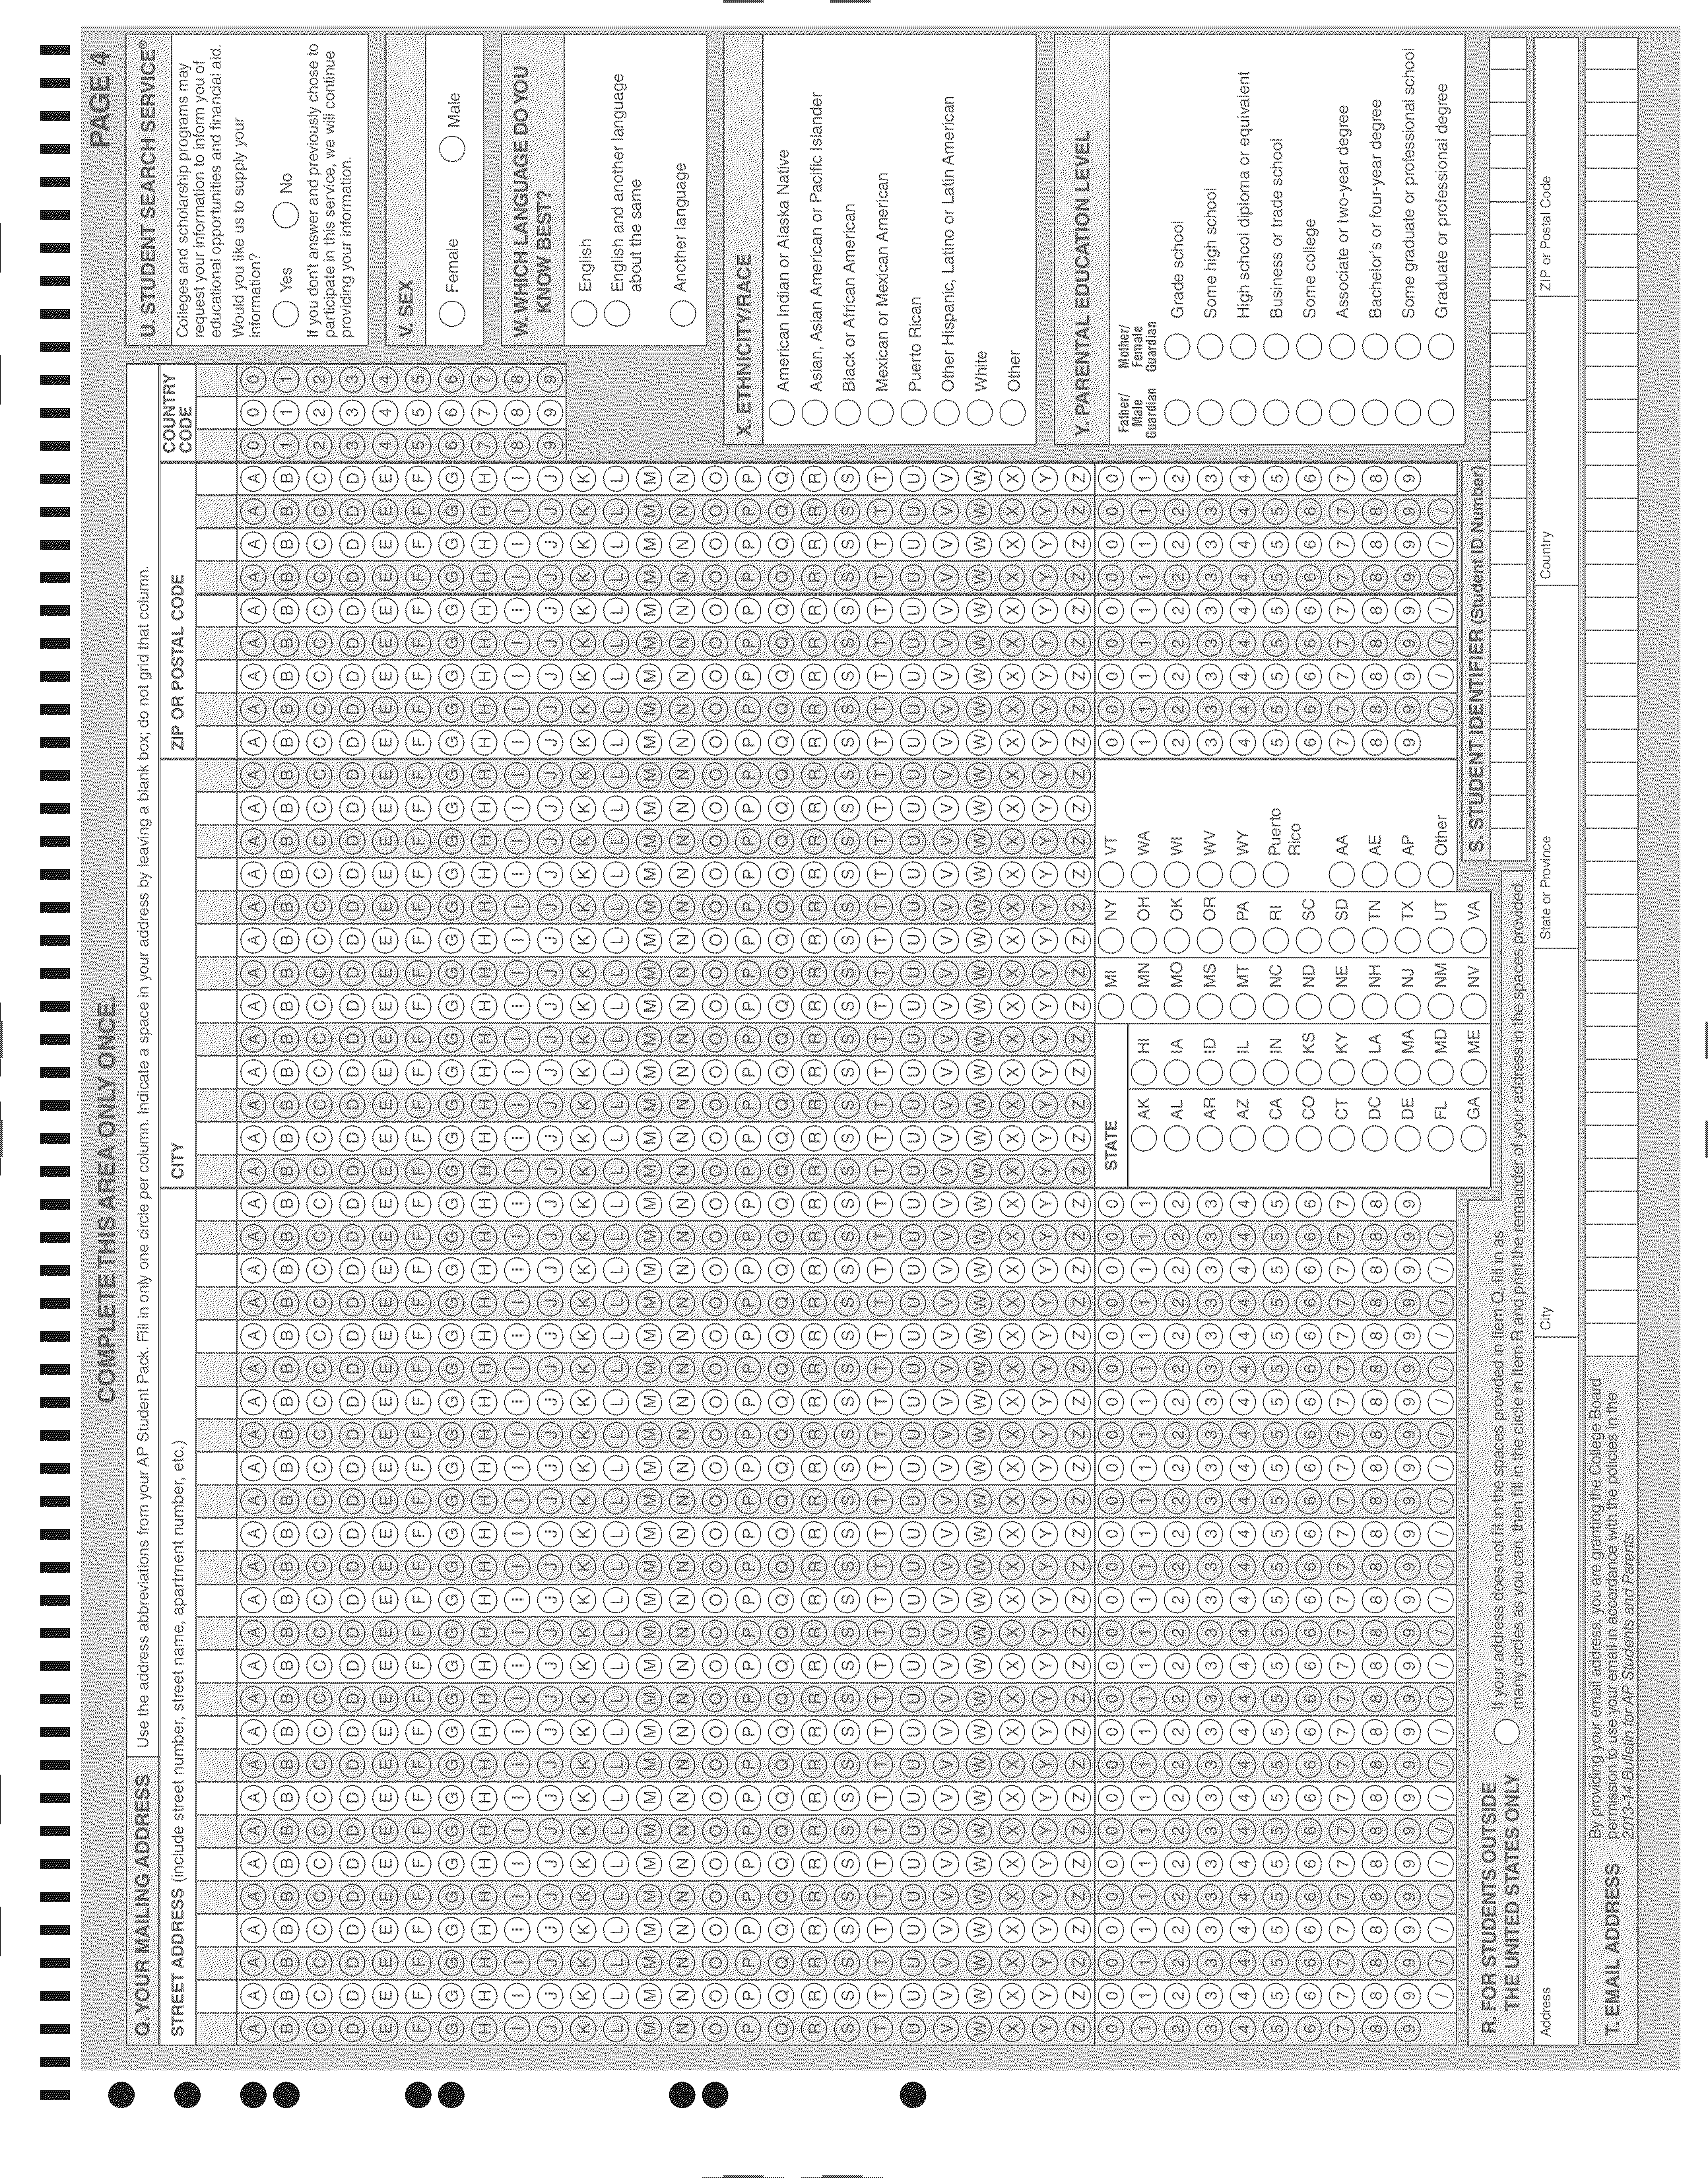 COMPLETE THIS AREA ONLY ONCE.
PAGE 4
Q. YOUR MAILING ADDRESS
Use the address abbreviations from your AP Student Pack. Fill in only one circle per column. Indicate a space in your address by leaving a blank box; do not grid that column.
STREET ADDRESS (include street number, street name, apartment number, etc.)
CITY
ZIP OR POSTAL CODE
COUNTRY
CODE
STATE
AK HI MI NY VT
AL IA MN OH WA
AR ID MO OK WI
AZ IL MS OR WV
CA IN MT PA WY
CO KS NC RI Puerto
Rico
CT KY ND SC
DC LA NE SD AA
DE MA NH TN AE
FL MD NJ TX AP
GA ME NM UT Other
NV VA
U. STUDENT SEARCH SERVICE®
Colleges and scholarship programs may
request your information to inform you of
educational opportunities and financial aid.
Would you like us to supply your
information?
Yes No
If you don't answer and previously chose to
participate in this service, we will continue
providing your information.
V. SEX
Female Male
W. WHICH LANGUAGE DO YOU
KNOW BEST?
English
English and another language
about the same
Another language
X. ETHNICITY/RACE
American Indian or Alaska Native
Asian, Asian American or Pacific Islander
Black or African American
Mexican or Mexican American
Puerto Rican
Other Hispanic, Latino or Latin American
White
Other
Y. PARENTAL EDUCATION LEVEL
Father/
Male
Guardian
Mother/
Female
Guardian
Grade school
Some high school
High school diploma or equivalent
Business or trade school
Some college
Associate or two-year degree
Bachelor's or four-year degree
Some graduate or professional school
Graduate or professional degree
R. FOR STUDENTS OUTSIDE
THE UNITED STATES ONLY
If your address does not fit in the spaces provided in Item Q, fill in as
many circles as you can, then fill in the circle in Item R and print the remainder of your address in the spaces provided.
S. STUDENT IDENTIFIER (Student ID Number)
Address
City
State or Province
Country
ZIP or Postal Code
T. EMAIL ADDRESS
By providing your email address, you are granting the College Board
permission to use your email in accordance with the policies in the
2013-14 Bulletin for AP Students and Parents.